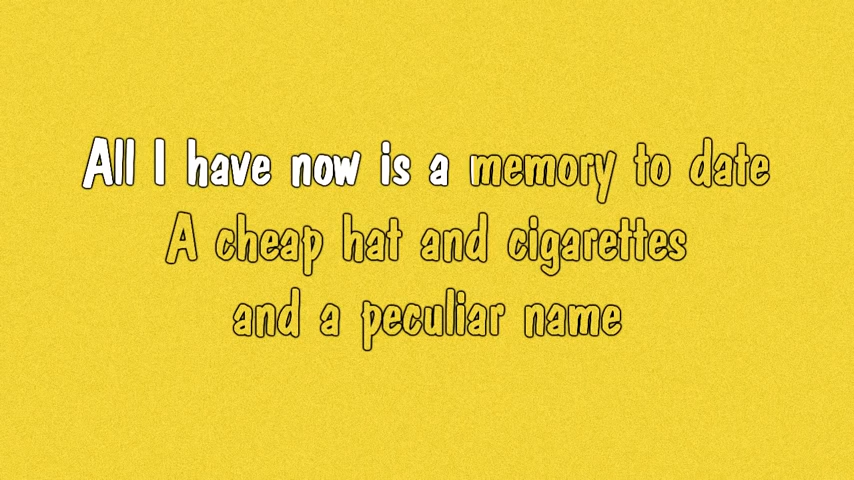 All I have now is a memory to date
A cheap hat and cigarettes
and a peculiar name